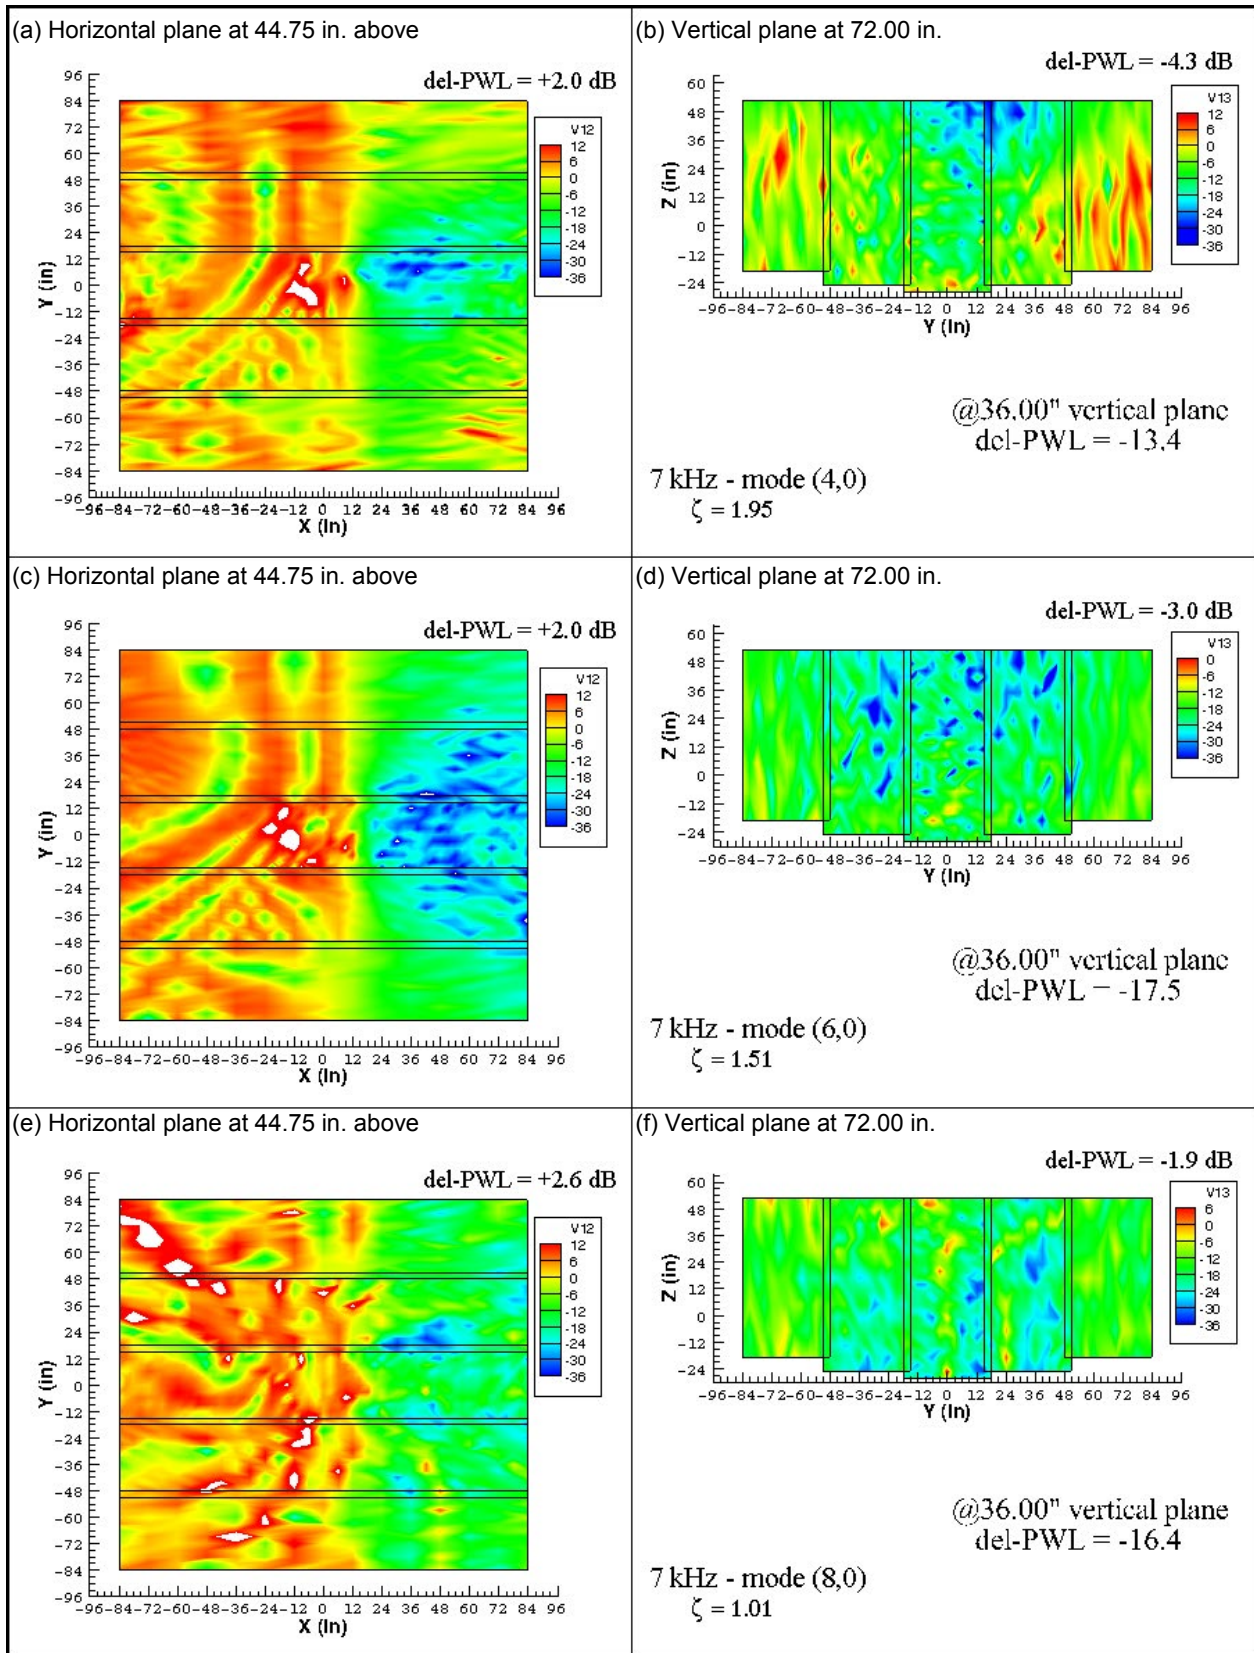 (a) Horizontal plane at 44.75 in. above
del-PWL = +2.0 dB
96
84
72
60
48
36
24
12
0
-12
-24
-36
-48
-60
-72
-84
-96
Y (in)
-96-84-72-60-48-36-24-12 0 12 24 36 48 60 72 84 96
X (In)
V12
12
6
0
-6
-12
-18
-24
-30
-36
(b) Vertical plane at 72.00 in.
del-PWL = -4.3 dB
60
48
36
24
12
0
-12
-24
Z (in)
-96-84-72-60-48-36-24-12 0 12 24 36 48 60 72 84 96
Y (In)
V13
12
6
0
-6
-12
-18
-24
-30
-36
@36.00" vertical plane
del-PWL = -13.4
7 kHz - mode (4,0)
ζ = 1.95
(c) Horizontal plane at 44.75 in. above
del-PWL = +2.0 dB
96
84
72
60
48
36
24
12
0
-12
-24
-36
-48
-60
-72
-84
-96
Y (in)
-96-84-72-60-48-36-24-12 0 12 24 36 48 60 72 84 96
X (In)
V12
12
6
0
-6
-12
-18
-24
-30
-36
(d) Vertical plane at 72.00 in.
del-PWL = -3.0 dB
60
48
36
24
12
0
-12
-24
Z (in)
-96-84-72-60-48-36-24-12 0 12 24 36 48 60 72 84 96
Y (In)
V13
0
-6
-12
-18
-24
-30
-36
@36.00" vertical plane
del-PWL = -17.5
7 kHz - mode (6,0)
ζ = 1.51
(e) Horizontal plane at 44.75 in. above
del-PWL = +2.6 dB
96
84
72
60
48
36
24
12
0
-12
-24
-36
-48
-60
-72
-84
-96
Y (in)
-96-84-72-60-48-36-24-12 0 12 24 36 48 60 72 84 96
X (In)
V12
12
6
0
-6
-12
-18
-24
-30
-36
(f) Vertical plane at 72.00 in.
del-PWL = -1.9 dB
60
48
36
24
12
0
-12
-24
Z (in)
-96-84-72-60-48-36-24-12 0 12 24 36 48 60 72 84 96
Y (In)
V13
6
0
-6
-12
-18
-24
-30
-36
@36.00" vertical plane
del-PWL = -16.4
7 kHz - mode (8,0)
ζ = 1.01